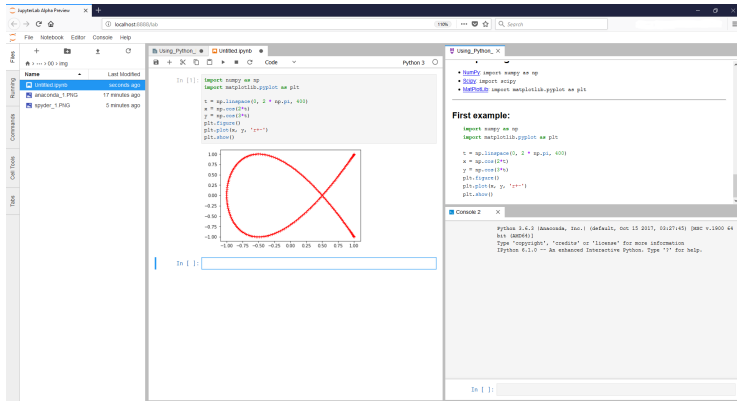 JupyterLab Alpha Preview
localhost:8888/lab
110%
Search
File Notebook Editor Console Help
Files
Running
Commands
Cell Tools
Tabs
Name Last Modified
Untitled.ipynb seconds ago
anaconda_1.PNG 17 minutes ago
spyder_1.PNG 5 minutes ago
Using_Python_
Untitled.ipynb
Code
Python 3
In [1]:
import numpy as np
import matplotlib.pyplot as plt
t = np.linspace(0, 2 * np.pi, 400)
x = np.cos(2*t)
y = np.cos(3*t)
plt.figure()
plt.plot(x, y, 'r+-')
plt.show()
1.00
0.75
0.50
0.25
0.00
−0.25
−0.50
−0.75
−1.00
−1.00 −0.75 −0.50 −0.25 0.00 0.25 0.50 0.75 1.00
In [ ]:
Using_Python_
NumPy import numpy as np
Scipy import scipy
MatPlotLib import matplotlib.pyplot as plt
First example:
import numpy as np
import matplotlib.pyplot as plt
t = np.linspace(0, 2 * np.pi, 400)
x = np.cos(2*t)
y = np.cos(3*t)
plt.figure()
plt.plot(x, y, 'r+-')
plt.show()
Console 2
Python 3.6.3 |Anaconda, Inc.| (default, Oct 15 2017, 03:27:45) [MSC v.1900 64
bit (AMD64)]
Type 'copyright', 'credits' or 'license' for more information
IPython 6.1.0 -- An enhanced Interactive Python. Type '?' for help.
In [ ]: